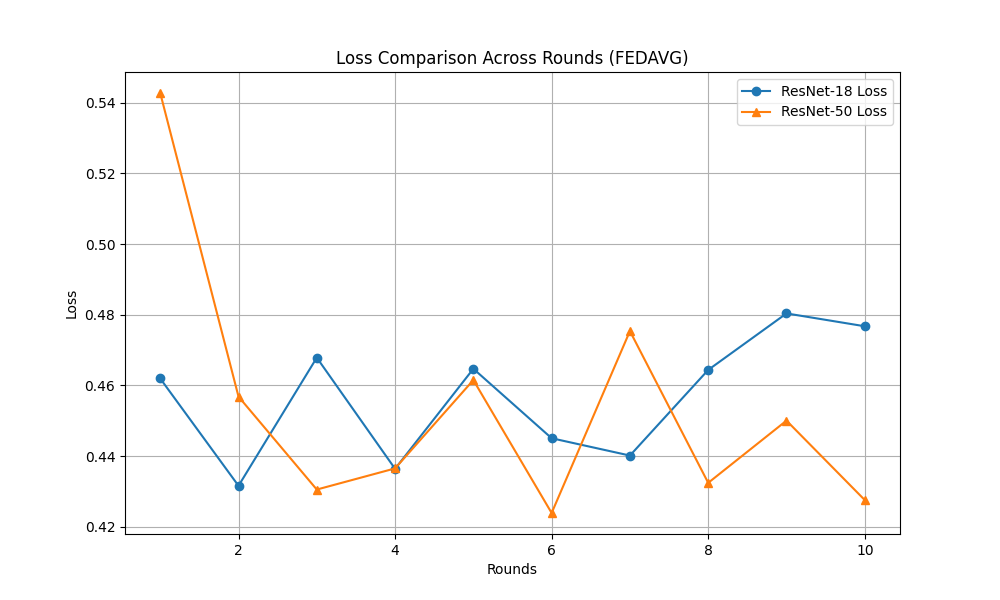 Loss Comparison Across Rounds (FEDAVG)
ResNet-18 Loss
ResNet-50 Loss
Loss
0.54
0.52
0.50
0.48
0.46
0.44
0.42
2 4 6 8 10
Rounds